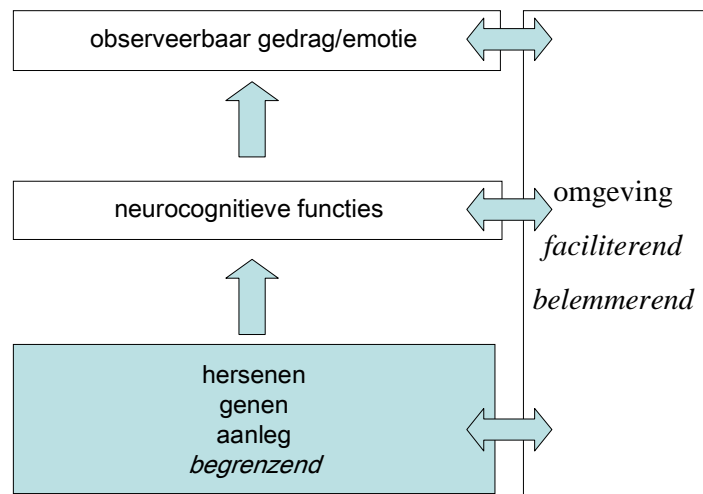 observeerbaar gedrag/emotie
neurocognitieve functies
hersenen
genen
aanleg
begrenzend
omgeving
faciliterend
belemmerend